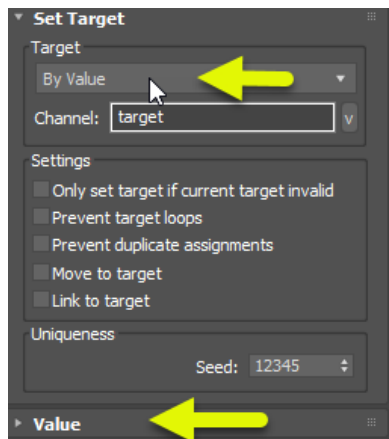 Set Target
Target
By Value
Channel: target v
Settings
Only set target if current target invalid
Prevent target loops
Prevent duplicate assignments
Move to target
Link to target
Uniqueness
Seed: 12345
Value